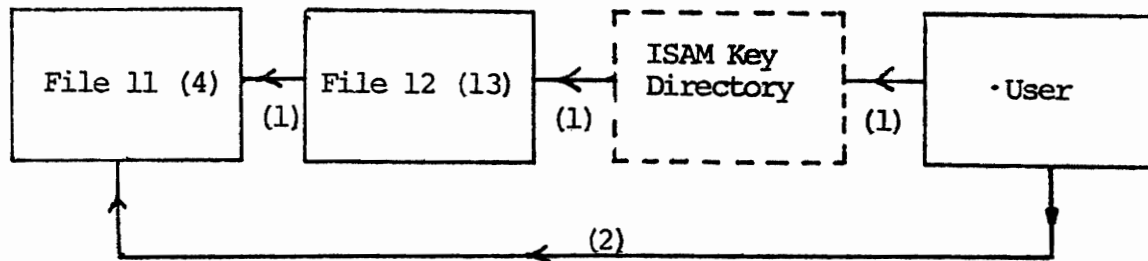 File 11 (4)
File 12 (13)
ISAM Key
Directory
·User
(1)
(1)
(1)
(2)